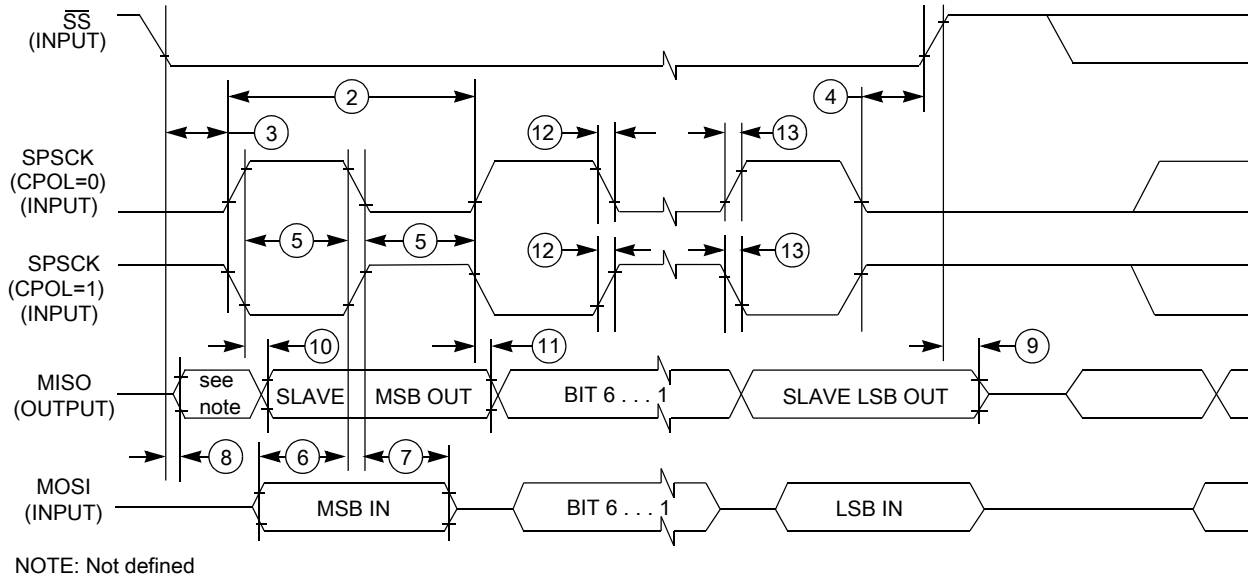 SS
(INPUT)
2
4
3
12
13
SPSCK
(CPOL=0)
(INPUT)
5
5
SPSCK
(CPOL=1)
(INPUT)
12
13
10
11
9
MISO
(OUTPUT)
see
note
SLAVE
MSB OUT
BIT 6 . . . 1
SLAVE LSB OUT
8
6
7
MOSI
(INPUT)
MSB IN
BIT 6 . . . 1
LSB IN
NOTE: Not defined